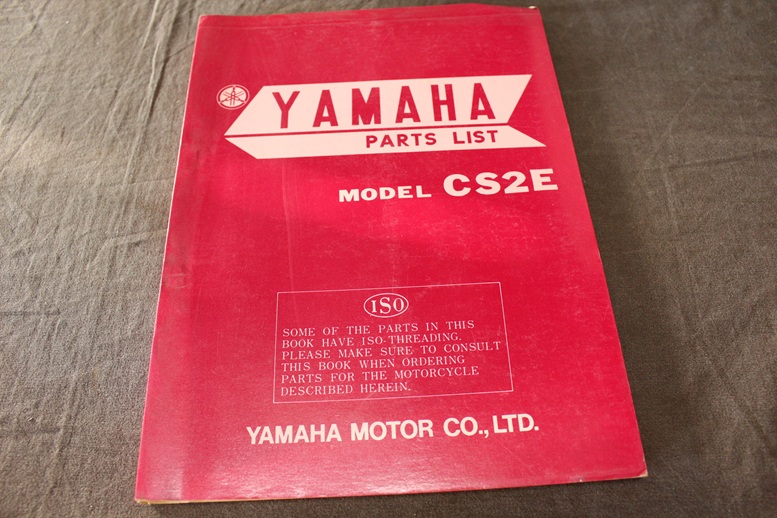 YAMAHA
PARTS LIST
MODEL CS2E
ISO
SOME OF THE PARTS IN THIS
BOOK HAVE ISO-THREADING.
PLEASE MAKE SURE TO CONSULT
THIS BOOK WHEN ORDERING
PARTS FOR THE MOTORCYCLE
DESCRIBED HEREIN.
YAMAHA MOTOR CO., LTD.